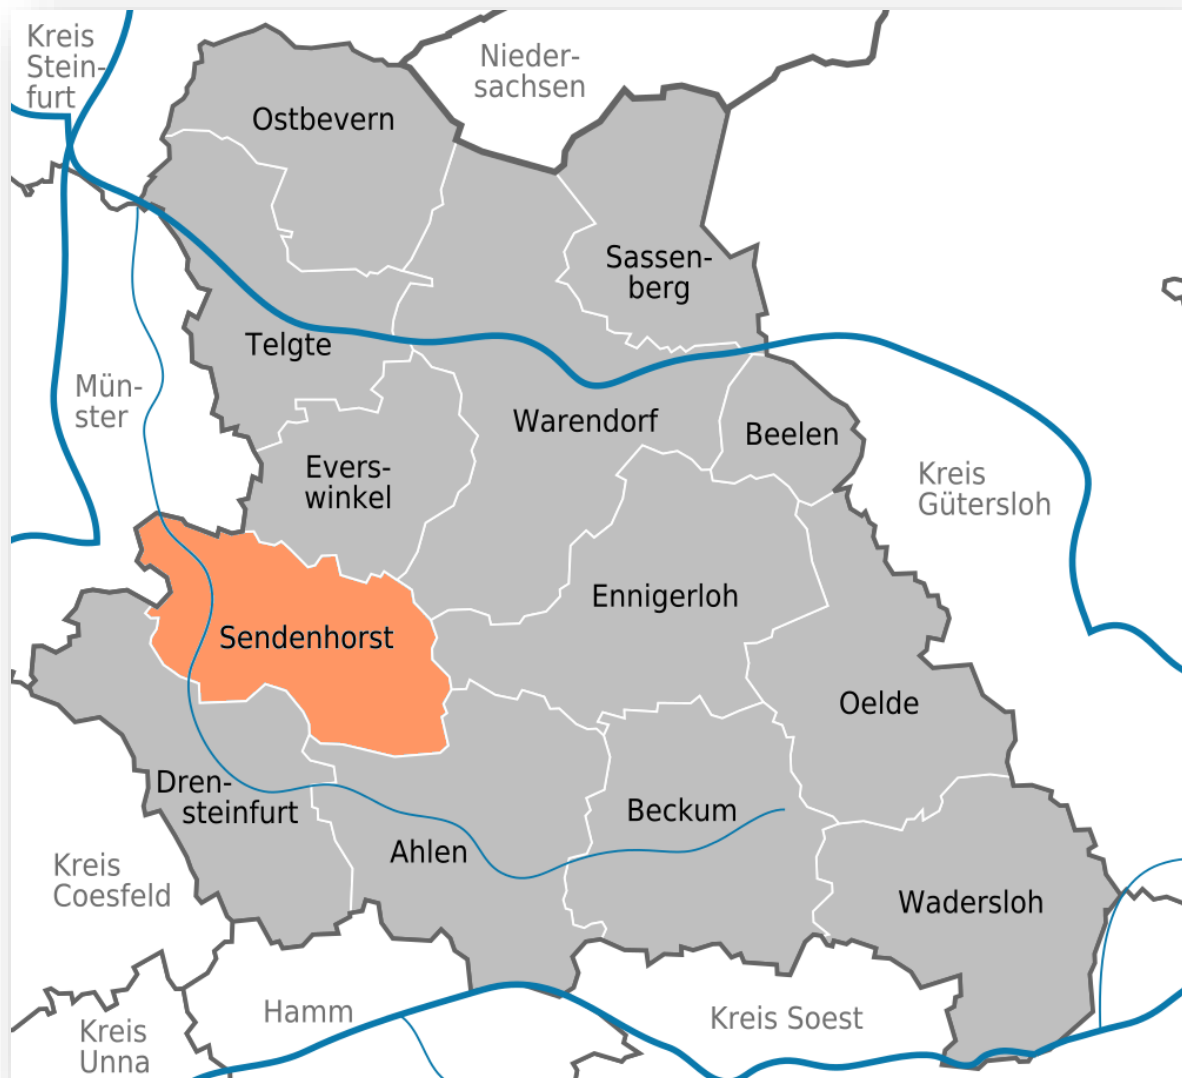 Kreis
Stein-
furt
Nieder-
sachsen
Ostbevern
Sassen-
berg
Telgte
Mün-
ster
Warendorf
Beelen
Evers-
winkel
Kreis
Gütersloh
Ennigerloh
Sendenhorst
Oelde
Dren-
steinfurt
Beckum
Ahlen
Kreis
Coesfeld
Wadersloh
Hamm
Kreis Soest
Kreis
Unna